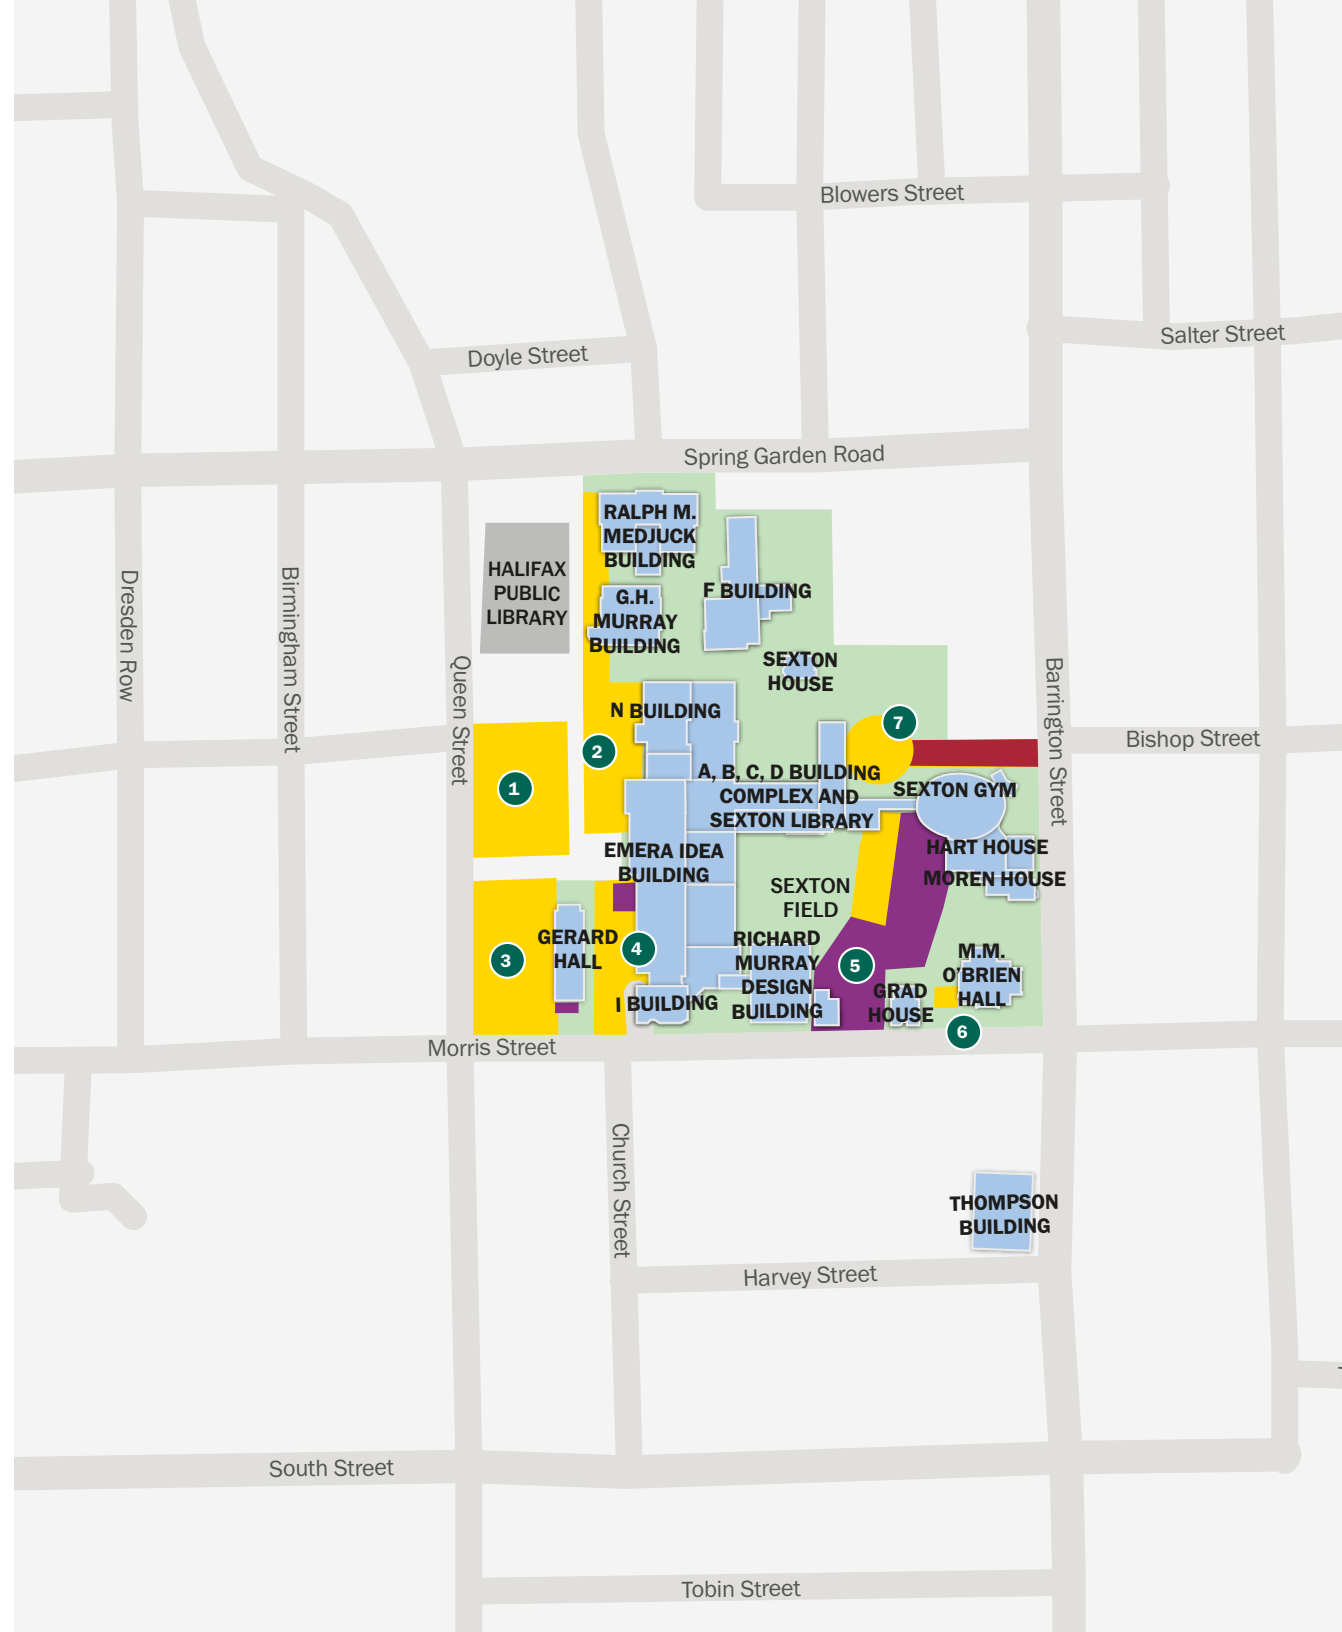 Blowers Street
Salter Street
Doyle Street
Spring Garden Road
RALPH M.
MEDJUCK
BUILDING
HALIFAX
PUBLIC
LIBRARY
G.H.
MURRAY
BUILDING
F BUILDING
SEXTON
HOUSE
Dresden Row
Birmingham Street
Queen Street
Barrington Street
N BUILDING
7
Bishop Street
2
1
A, B, C, D BUILDING
COMPLEX AND
SEXTON LIBRARY
SEXTON GYM
HART HOUSE
MOREN HOUSE
EMERA IDEA
BUILDING
SEXTON
FIELD
GERARD
HALL
3
4
RICHARD
MURRAY
DESIGN
BUILDING
5
M.M.
O'BRIEN
HALL
GRAD
HOUSE
I BUILDING
6
Morris Street
Church Street
THOMPSON
BUILDING
Harvey Street
South Street
Tobin Street